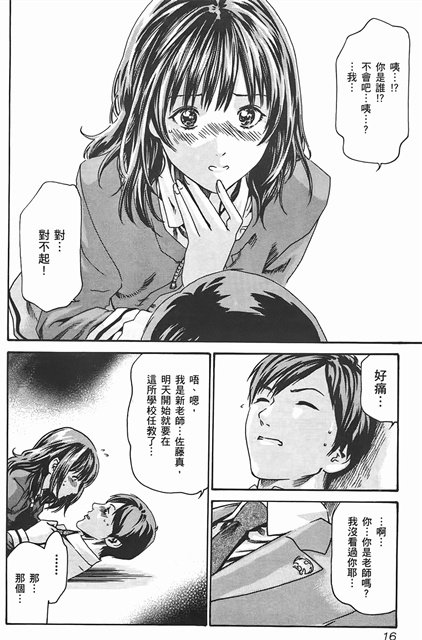 咦…!?
你是誰!?
不會吧…咦…?
…我…
對…
對不起！
好痛…
…啊…
你…你是老師嗎?
我沒看過你耶…
唔、嗯，
我是新老師…佐藤真，
明天開始就要在
這所學校任教了…
………
那…
那個…
16